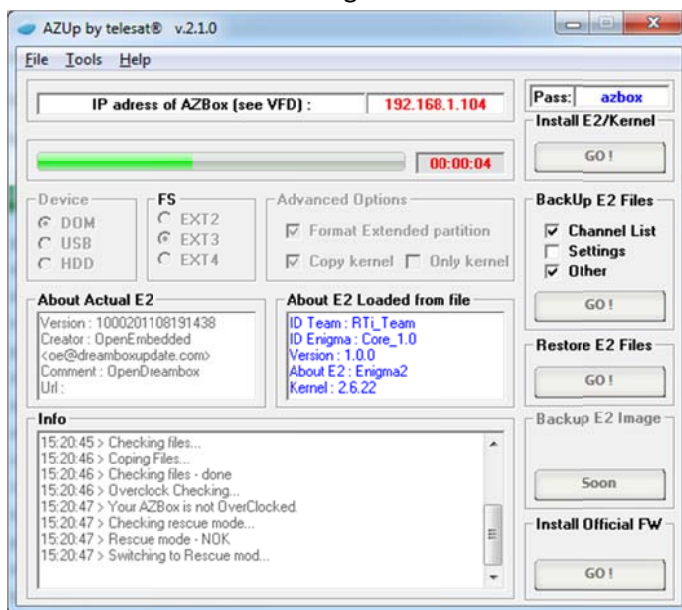 AZUp by telesat® v.2.1.0
File Tools Help
IP adress of AZBox (see VFD) : 192.168.1.104
Pass: azbox
00:00:04
Install E2/Kernel
GO !
Device
DOM
USB
HDD
FS
EXT2
EXT3
EXT4
Advanced Options
Format Extended partition
Copy kernel Only kernel
BackUp E2 Files
Channel List
Settings
Other
GO !
About Actual E2
Version : 1000201108191438
Creator : OpenEmbedded
<oe@dreamboxupdate.com>
Comment : OpenDreambox
Url :
About E2 Loaded from file
ID Team : RTi_Team
ID Enigma : Core_1.0
Version : 1.0.0
About E2 : Enigma2
Kernel : 2.6.22
Restore E2 Files
GO !
Info
15:20:45 > Checking files...
15:20:46 > Coping Files...
15:20:46 > Checking files - done
15:20:46 > Overclock Checking...
15:20:47 > Your AZBox is not OverClocked
15:20:47 > Checking rescue mode...
15:20:47 > Rescue mode - NOK
15:20:47 > Switching to Rescue mod...
Backup E2 Image
Soon
Install Official FW
GO !